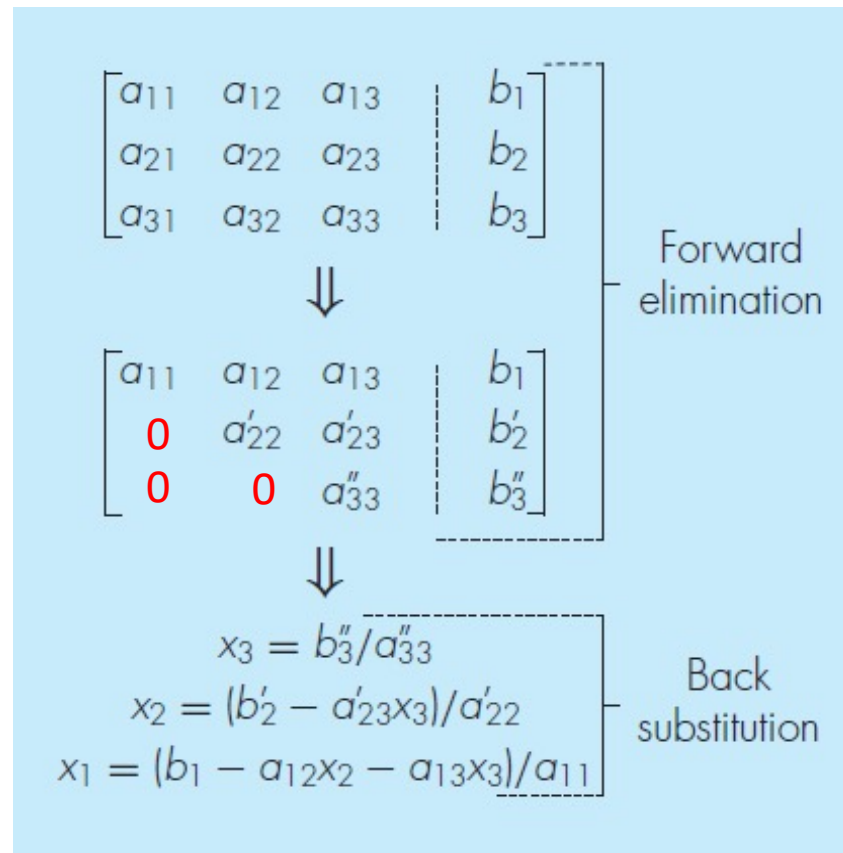 a₁₁ a₁₂ a₁₃ b₁
a₂₁ a₂₂ a₂₃ b₂
a₃₁ a₃₂ a₃₃ b₃
Forward
elimination
⇓
a₁₁ a₁₂ a₁₃ b₁
0 a′₂₂ a′₂₃ b′₂
0 0 a″₃₃ b″₃
⇓
x₃ = b″₃/a″₃₃
x₂ = (b′₂ − a′₂₃x₃)/a′₂₂
x₁ = (b₁ − a₁₂x₂ − a₁₃x₃)/a₁₁
Back
substitution